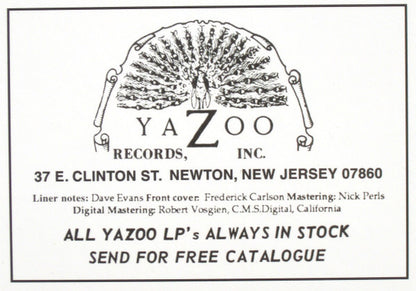 YAZOO
RECORDS, INC.
37 E. CLINTON ST. NEWTON, NEW JERSEY 07860
Liner notes: Dave Evans Front cover: Frederick Carlson Mastering: Nick Perls
Digital Mastering: Robert Vosgien, C.M.S.Digital, California
ALL YAZOO LP's ALWAYS IN STOCK
SEND FOR FREE CATALOGUE